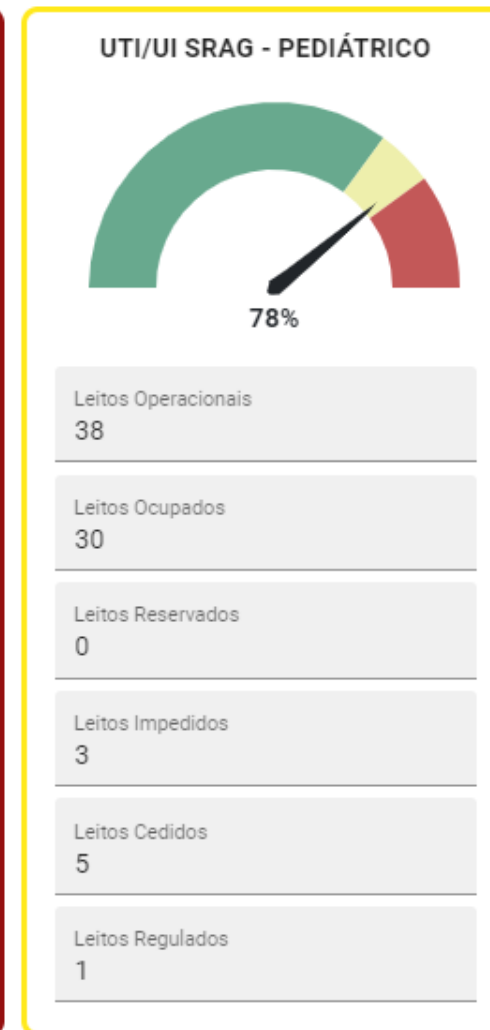 UTI/UI SRAG - PEDIÁTRICO
78%
Leitos Operacionais
38
Leitos Ocupados
30
Leitos Reservados
0
Leitos Impedidos
3
Leitos Cedidos
5
Leitos Regulados
1